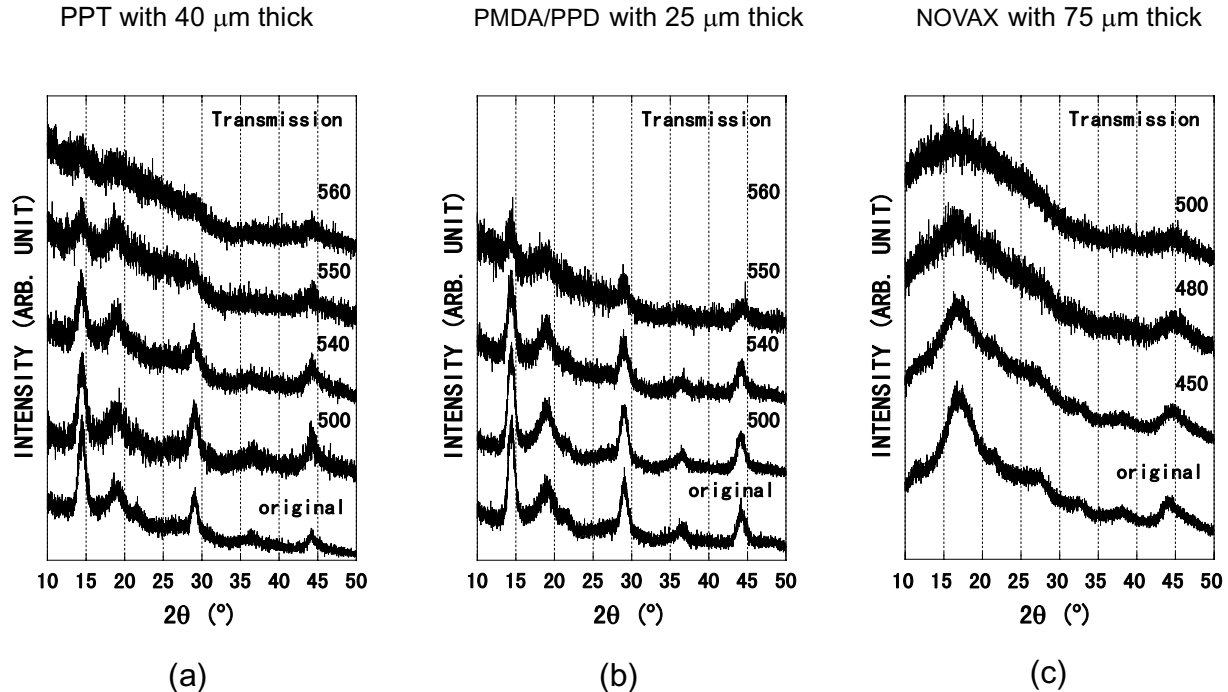 PPT with 40 μm thick
PMDA/PPD with 25 μm thick
NOVAX with 75 μm thick
Transmission
560
550
540
500
original
INTENSITY (ARB. UNIT)
10 15 20 25 30 35 40 45 50
2θ (°)
(a)
Transmission
560
550
540
500
original
INTENSITY (ARB. UNIT)
10 15 20 25 30 35 40 45 50
2θ (°)
(b)
Transmission
500
480
450
original
INTENSITY (ARB. UNIT)
10 15 20 25 30 35 40 45 50
2θ (°)
(c)